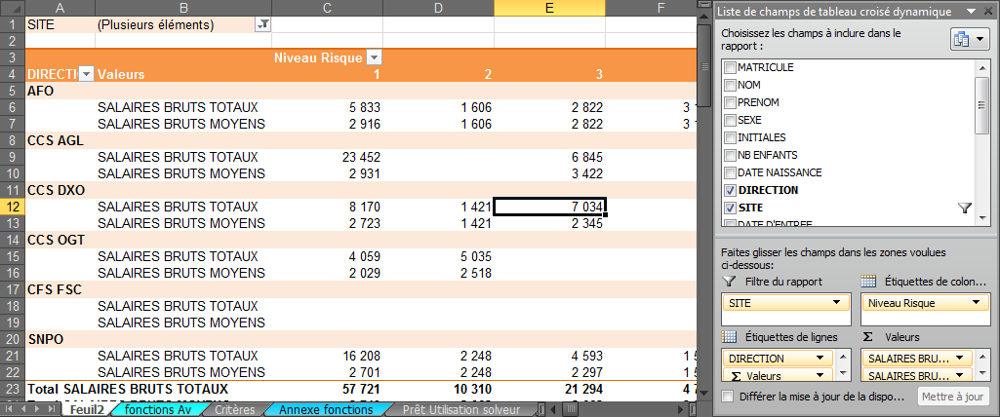 A B C D E F
1 SITE (Plusieurs éléments)
2
3 Niveau Risque
4 DIRECTI Valeurs 1 2 3
5 AFO
6 SALAIRES BRUTS TOTAUX 5 833 1 606 2 822 3 1
7 SALAIRES BRUTS MOYENS 2 916 1 606 2 822 3 1
8 CCS AGL
9 SALAIRES BRUTS TOTAUX 23 452 6 845
10 SALAIRES BRUTS MOYENS 2 931 3 422
11 CCS DXO
12 SALAIRES BRUTS TOTAUX 8 170 1 421 7 034
13 SALAIRES BRUTS MOYENS 2 723 1 421 2 345
14 CCS OGT
15 SALAIRES BRUTS TOTAUX 4 059 5 035
16 SALAIRES BRUTS MOYENS 2 029 2 518
17 CFS FSC
18 SALAIRES BRUTS TOTAUX
19 SALAIRES BRUTS MOYENS
20 SNPO
21 SALAIRES BRUTS TOTAUX 16 208 2 248 4 593 1 5
22 SALAIRES BRUTS MOYENS 2 701 2 248 2 297 1 5
23 Total SALAIRES BRUTS TOTAUX 57 721 10 310 21 294 4 7
Feuil2 fonctions Av Critères Annexe fonctions Prêt Utilisation solveur
Liste de champs de tableau croisé dynamique
Choisissez les champs à inclure dans le
rapport :
MATRICULE
NOM
PRENOM
SEXE
INITIALES
NB ENFANTS
DATE NAISSANCE
DIRECTION
SITE
DATE D'ENTREE
Faites glisser les champs dans les zones voulues
ci-dessous:
Filtre du rapport Étiquettes de colon...
SITE Niveau Risque
Étiquettes de lignes Σ Valeurs
DIRECTION SALAIRES BRU...
Σ Valeurs SALAIRES BRU...
Différer la mise à jour de la dispo... Mettre à jour